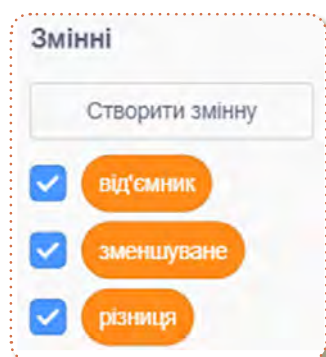 Змінні
Створити змінну
від'ємник
зменшуване
різниця